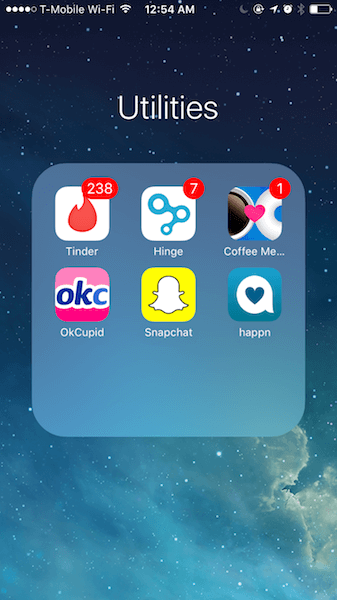 T-Mobile Wi-Fi 12:54 AM
Utilities
238 7 1
Tinder Hinge Coffee Me...
okc
OkCupid Snapchat happn